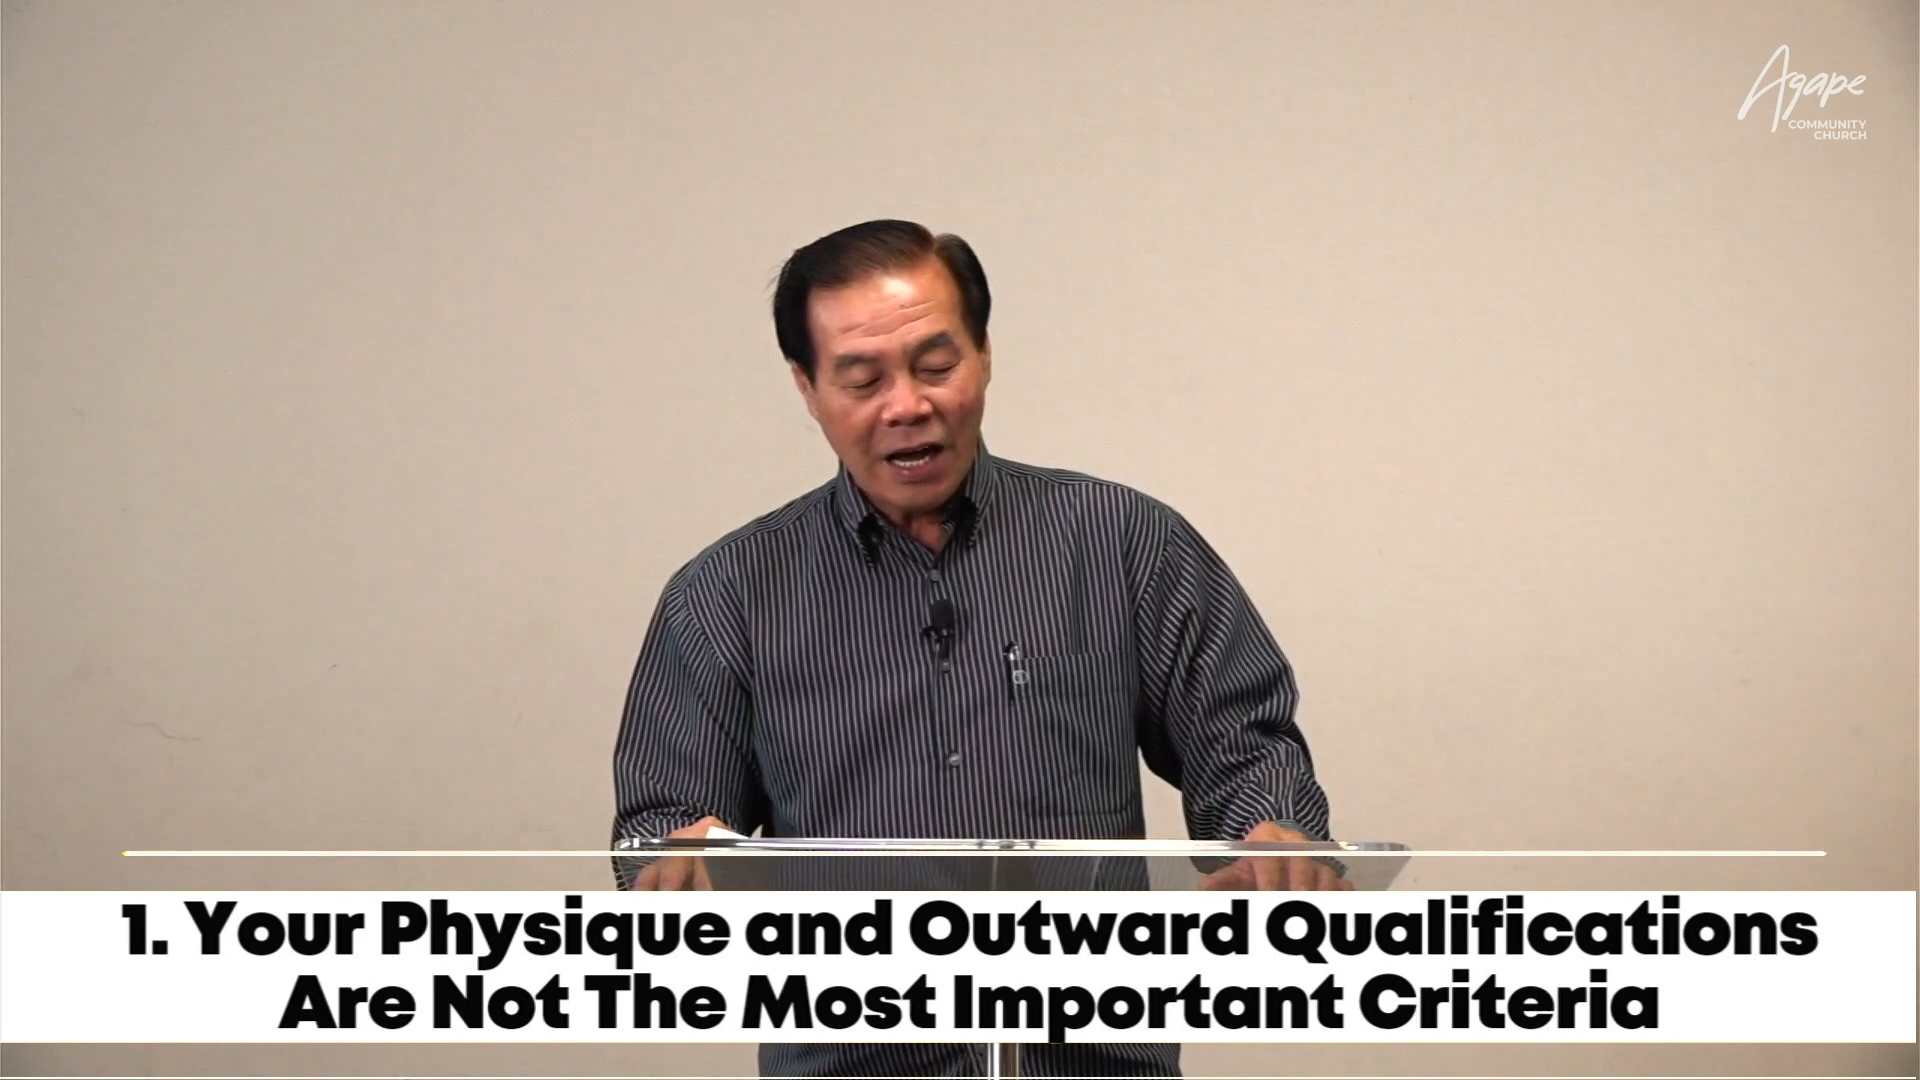 Agape
COMMUNITY
CHURCH
1. Your Physique and Outward Qualifications
Are Not The Most Important Criteria